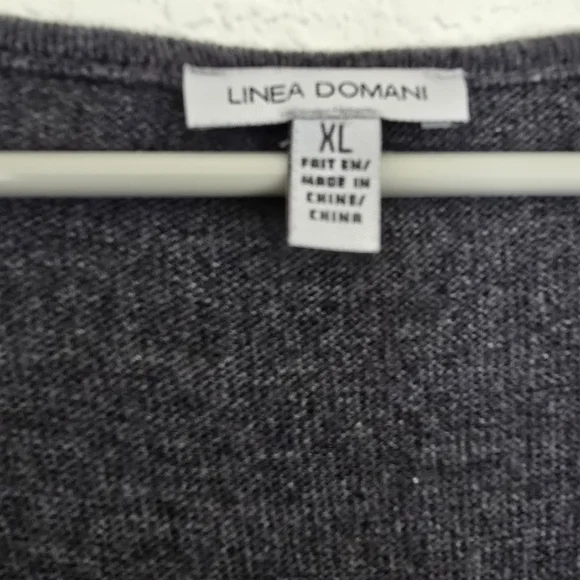 LINEA DOMANI
XL
FAIT EN/
MADE IN
CHINE/
CHINA